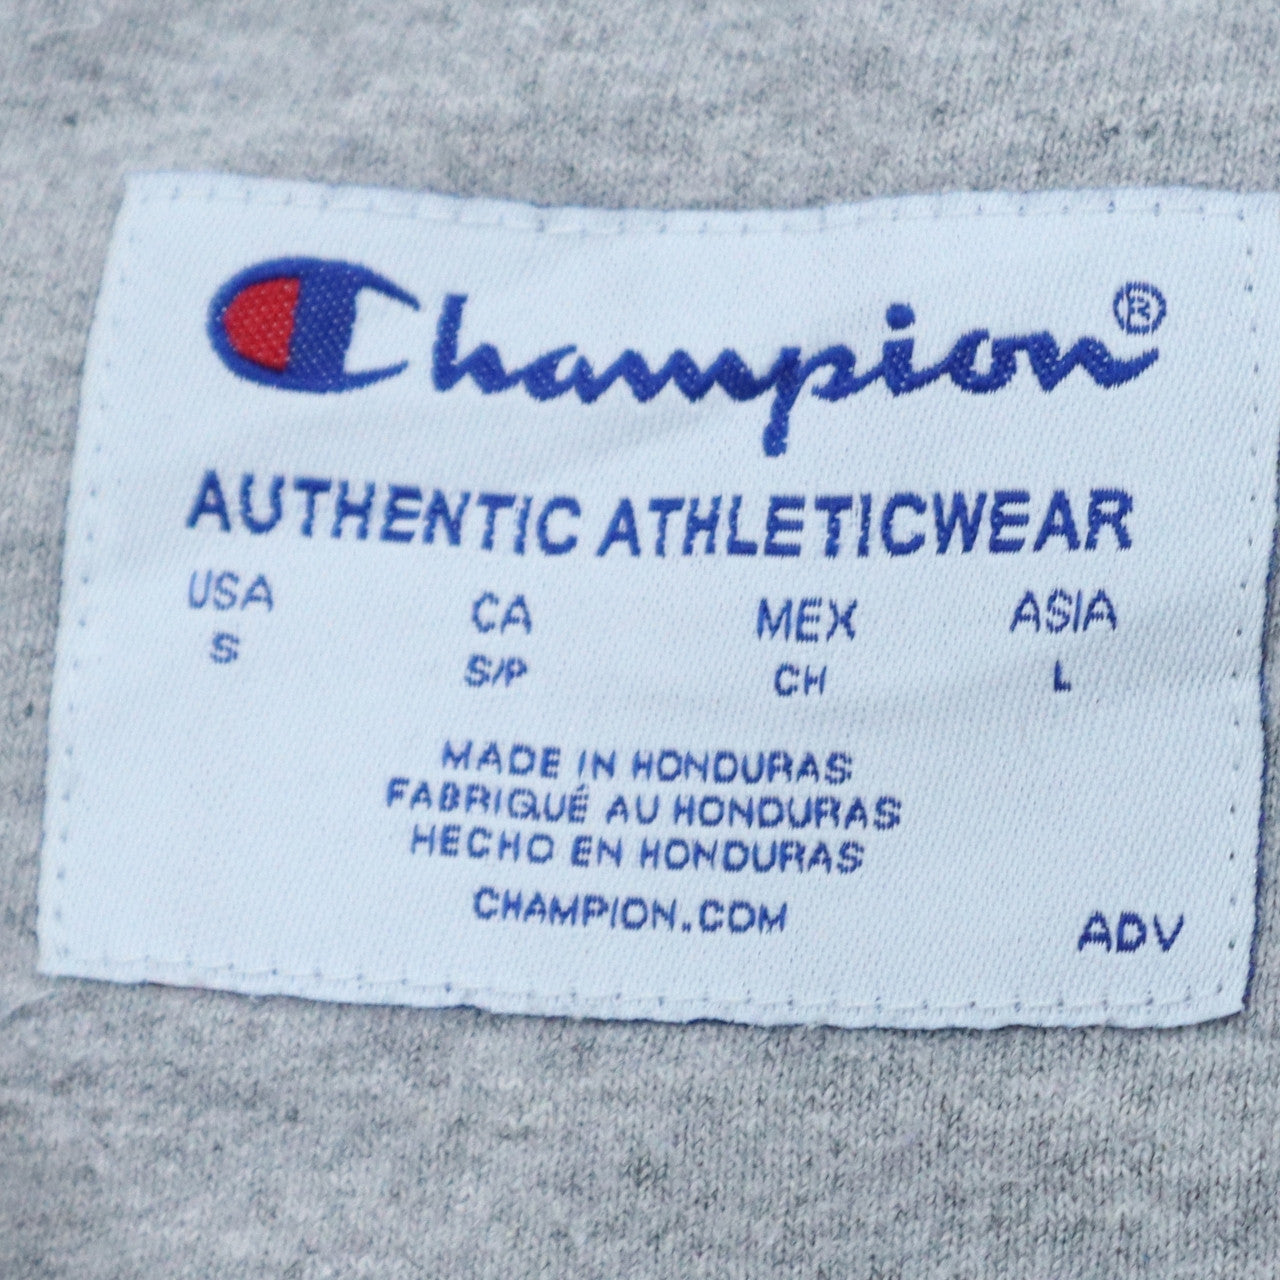 Champion®
AUTHENTIC ATHLETICWEAR
USA CA MEX ASIA
S S/P CH L
MADE IN HONDURAS
FABRIQUÉ AU HONDURAS
HECHO EN HONDURAS
CHAMPION.COM
ADV